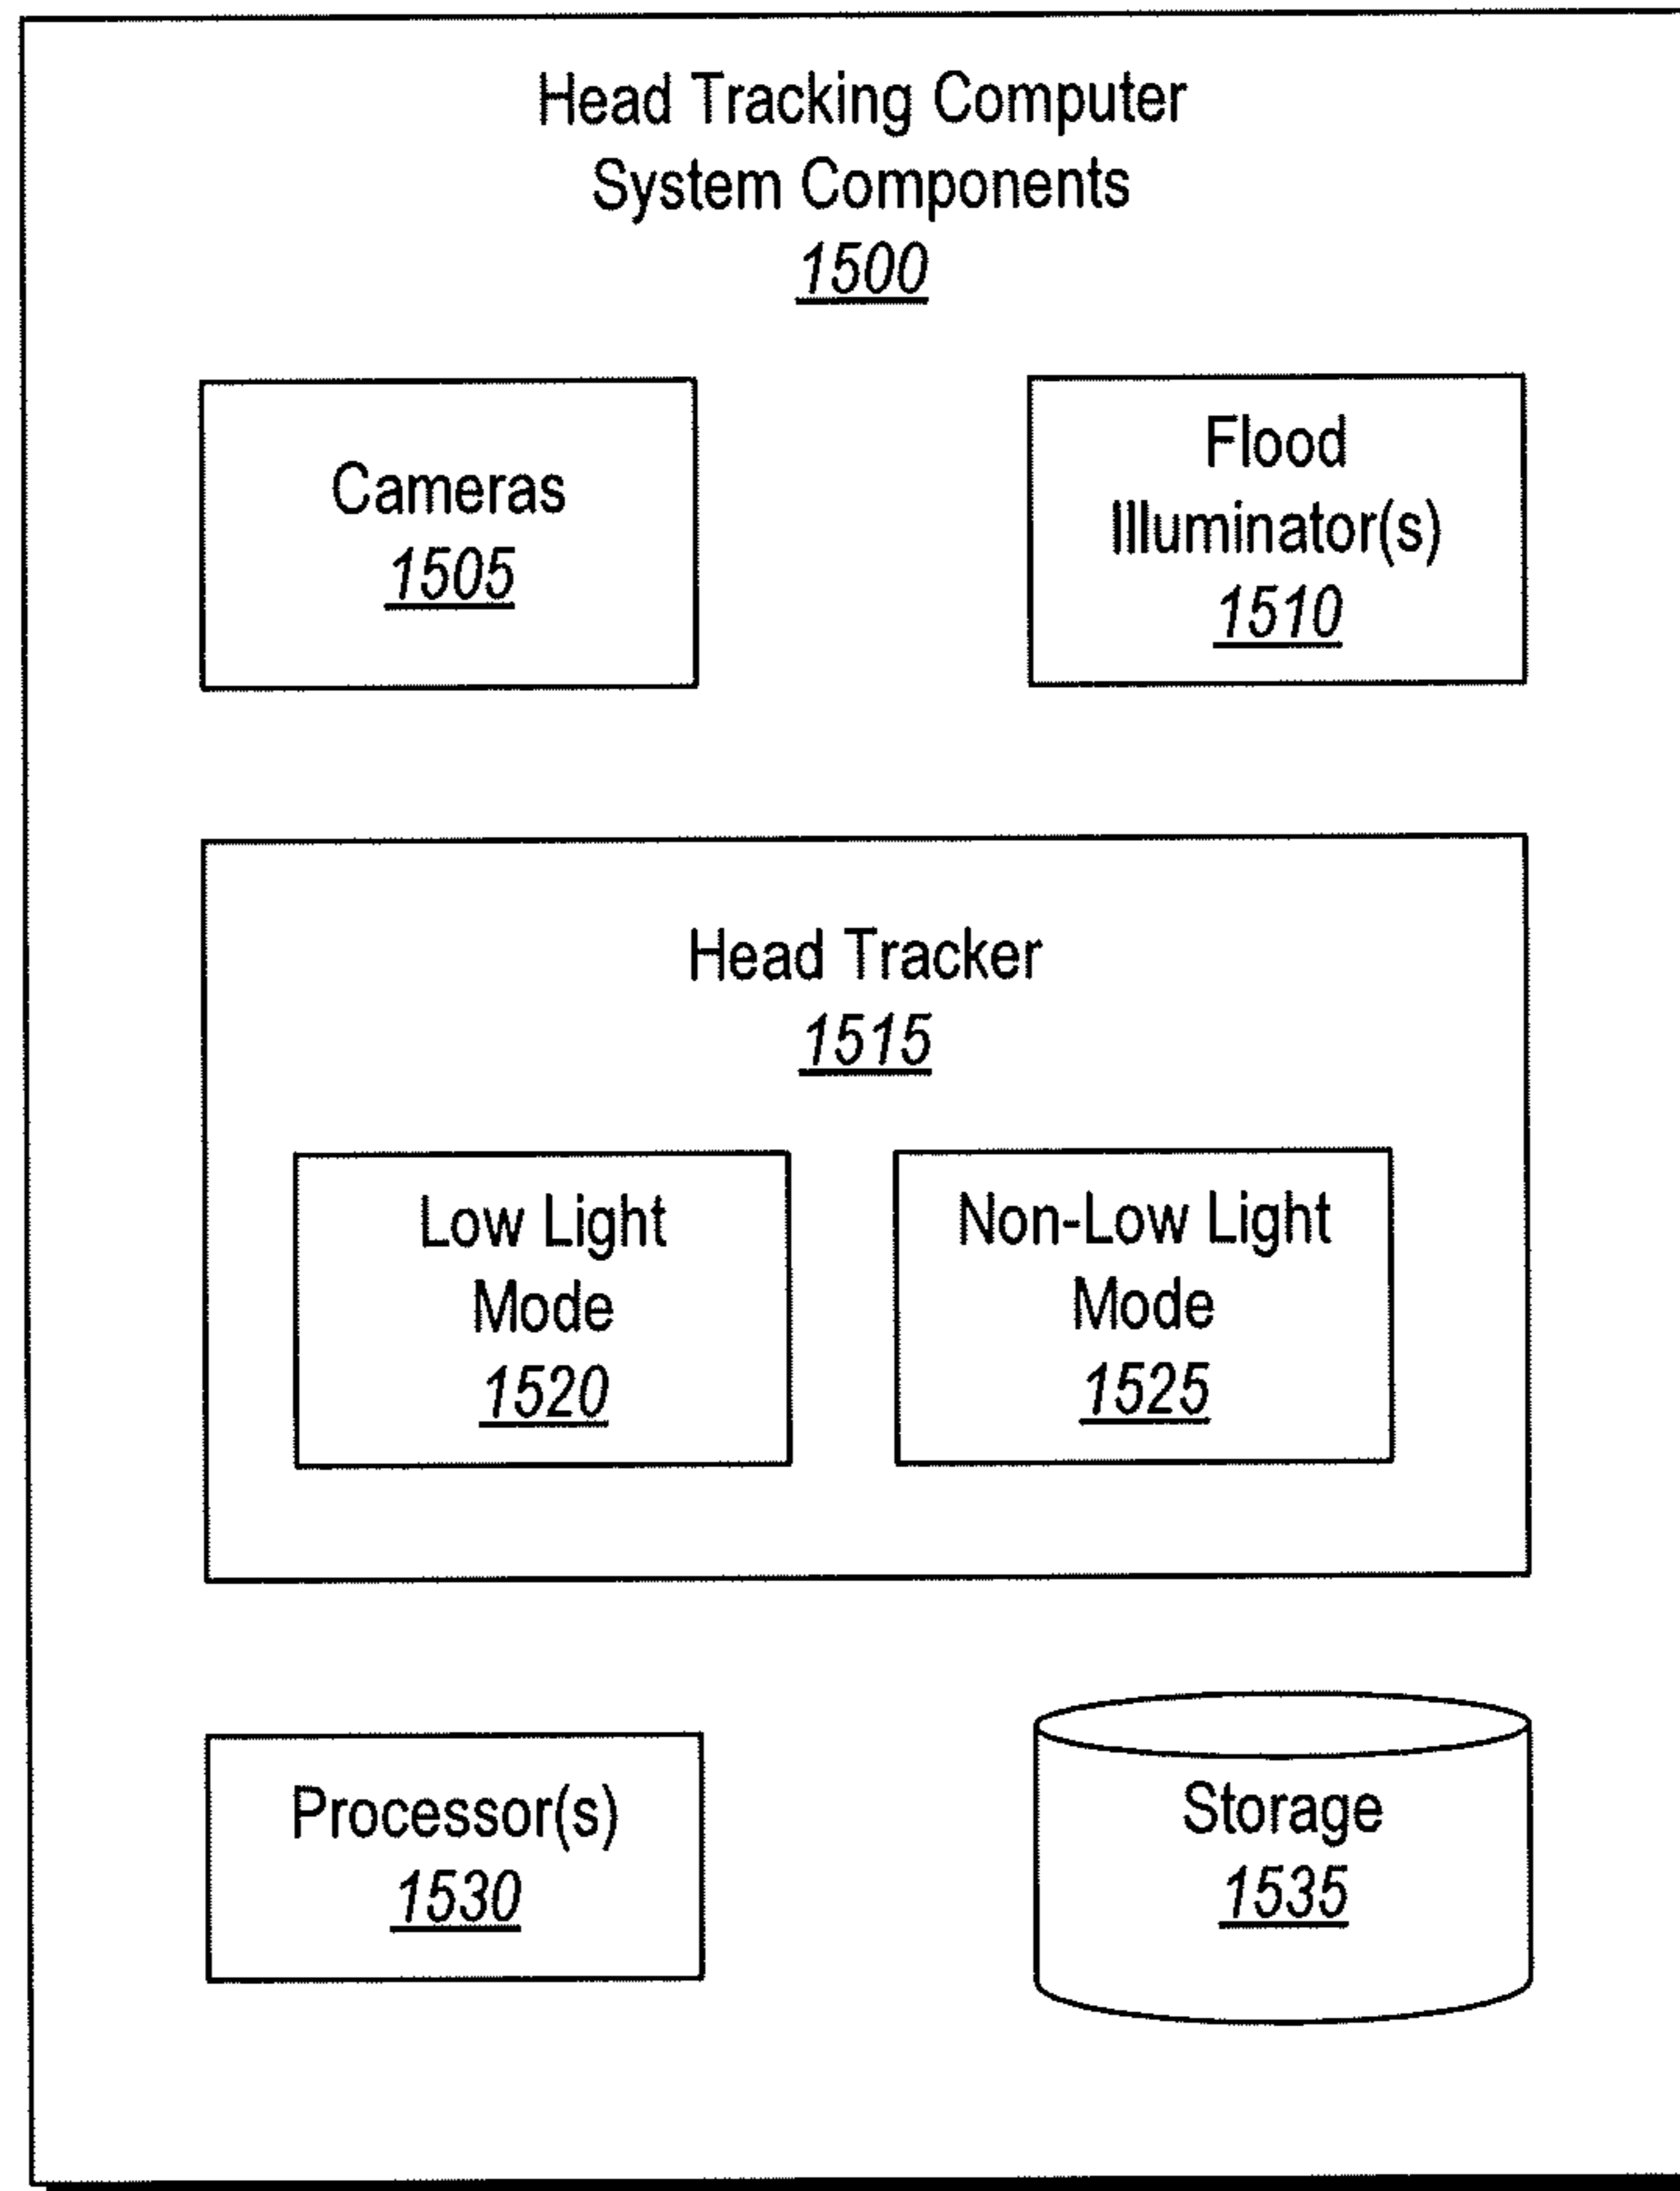 Head Tracking Computer
System Components
1500
Cameras
1505
Flood
Illuminator(s)
1510
Head Tracker
1515
Low Light
Mode
1520
Non-Low Light
Mode
1525
Processor(s)
1530
Storage
1535